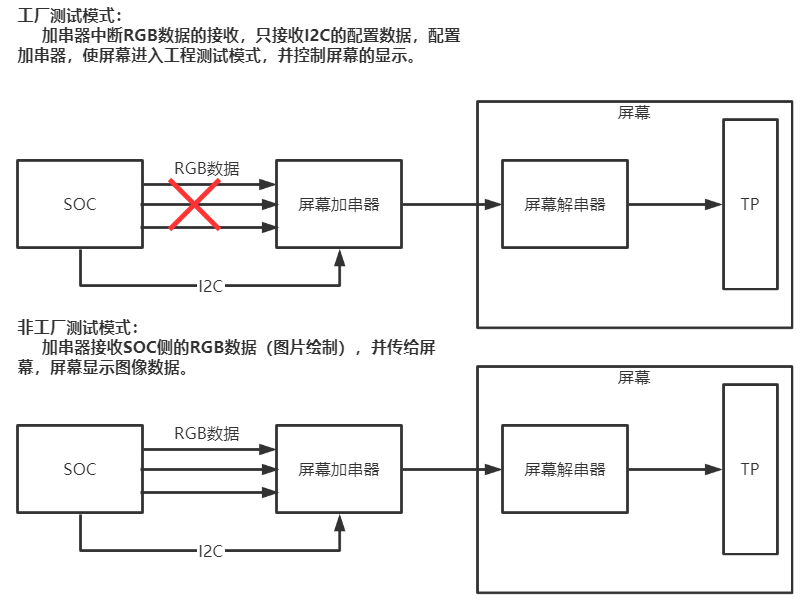 工厂测试模式：
加串器中断RGB数据的接收，只接收I2C的配置数据，配置
加串器，使屏幕进入工程测试模式，并控制屏幕的显示。
屏幕
RGB数据
SOC
屏幕加串器
屏幕解串器
TP
I2C
非工厂测试模式：
加串器接收SOC侧的RGB数据（图片绘制），并传给屏
幕，屏幕显示图像数据。
屏幕
RGB数据
SOC
屏幕加串器
屏幕解串器
TP
I2C